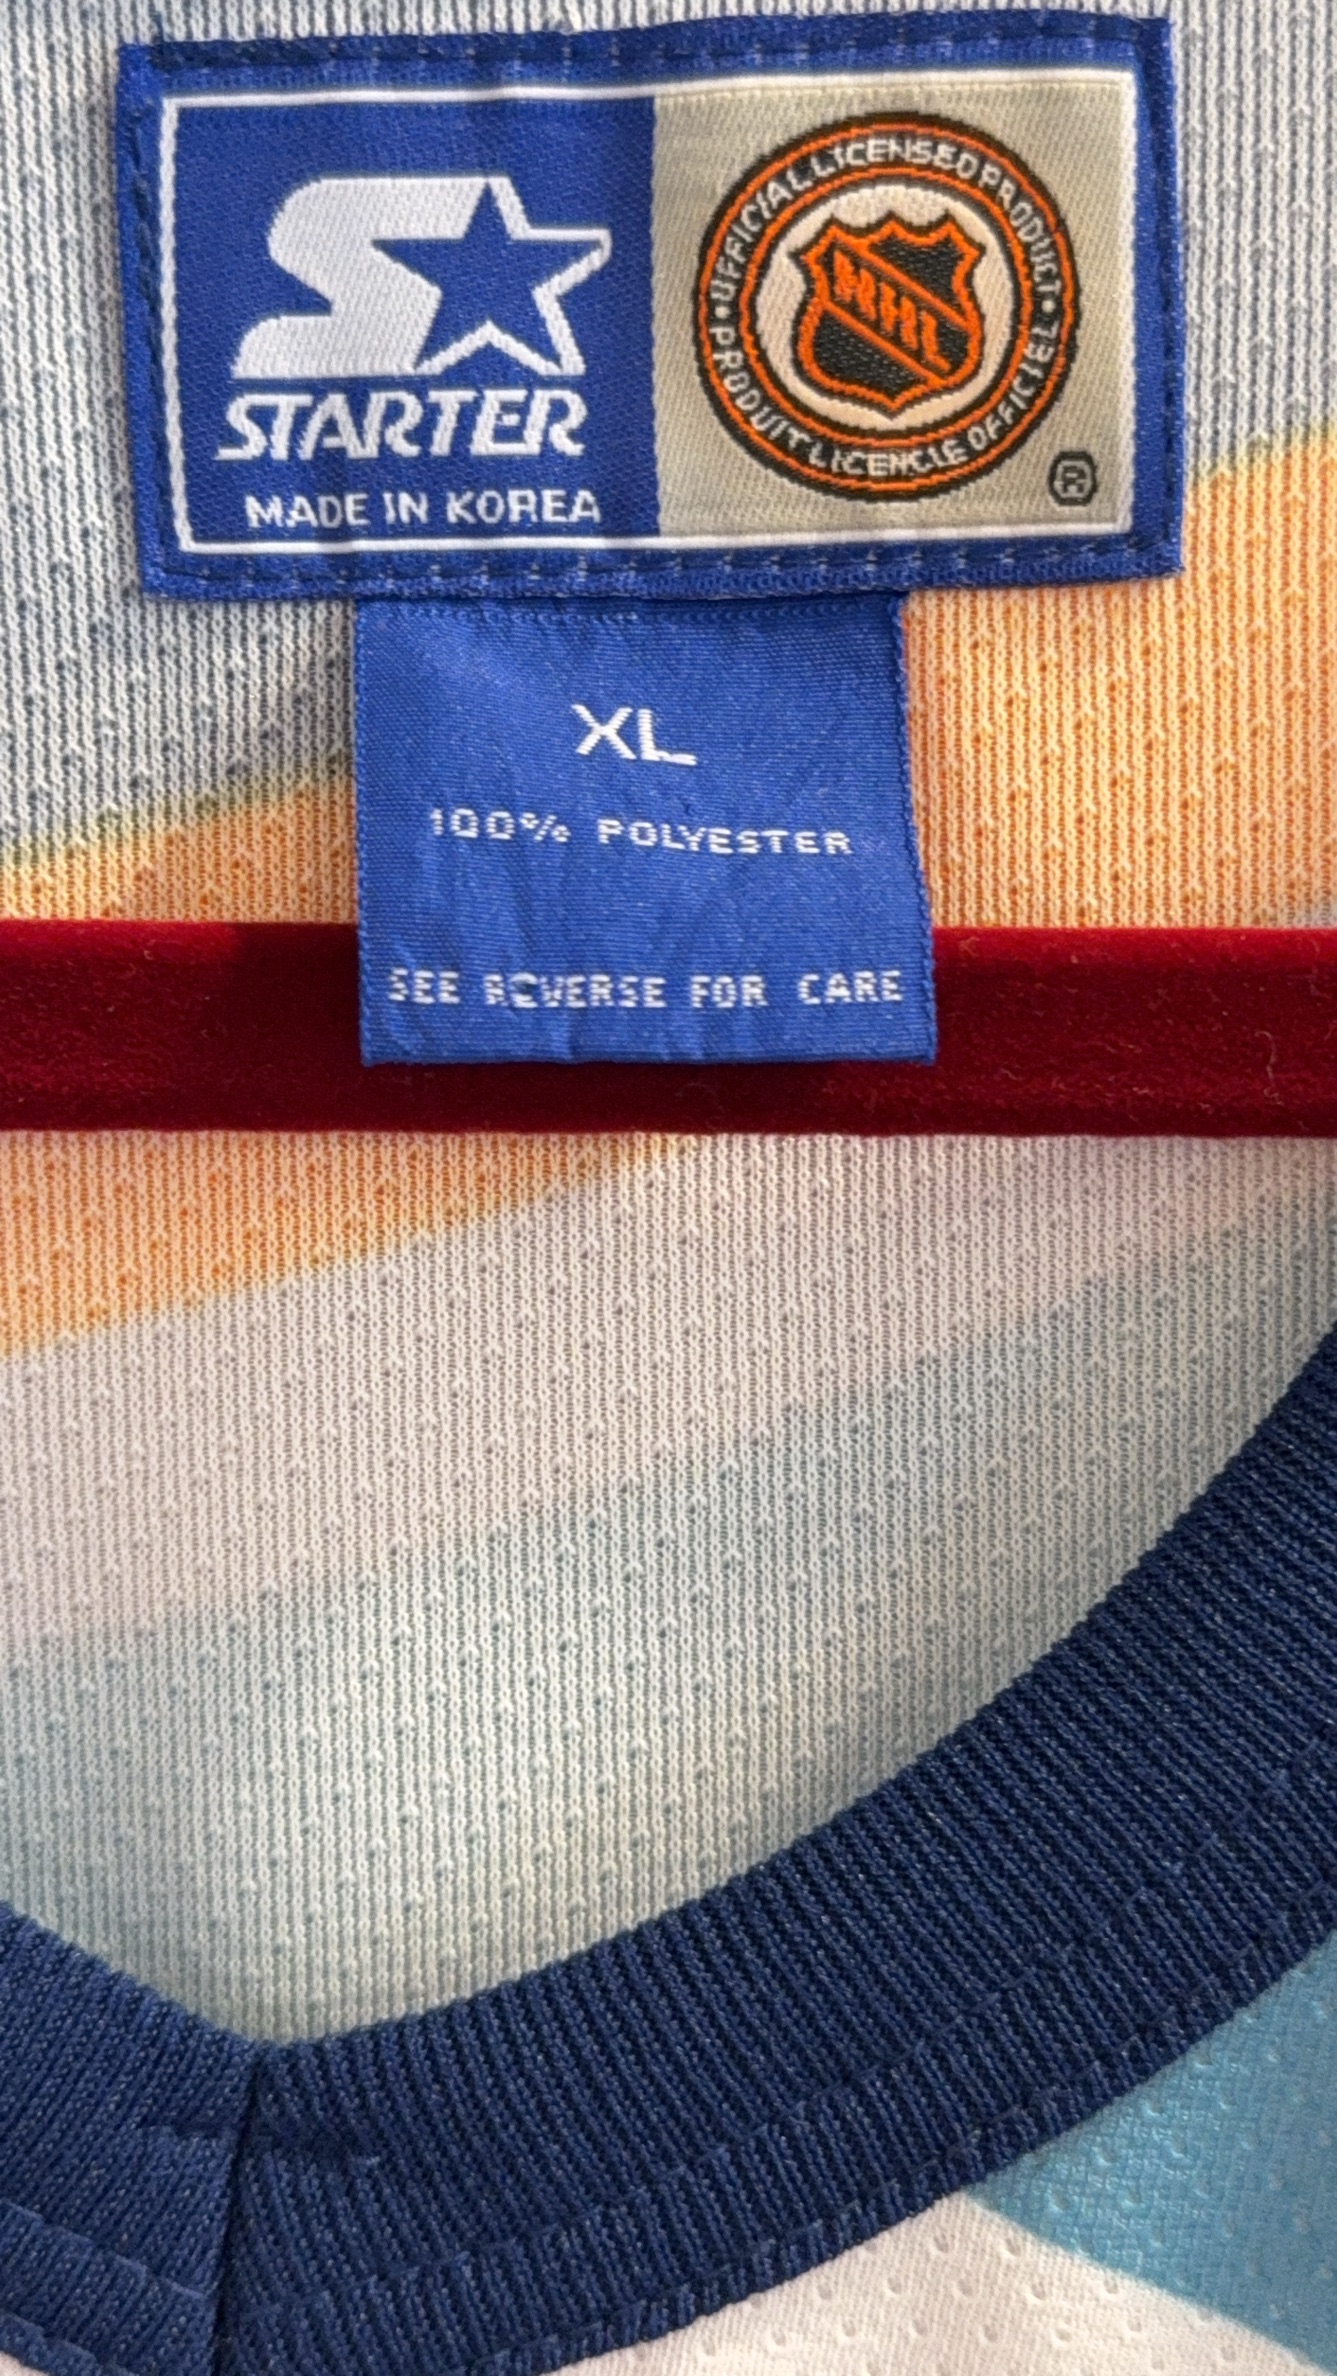 STARTER
MADE IN KOREA
OFFICIAL LICENSED PRODUCT
NHL
• PRODUIT LICENCIE OFFICIEL •
®
XL
100% POLYESTER
SEE REVERSE FOR CARE